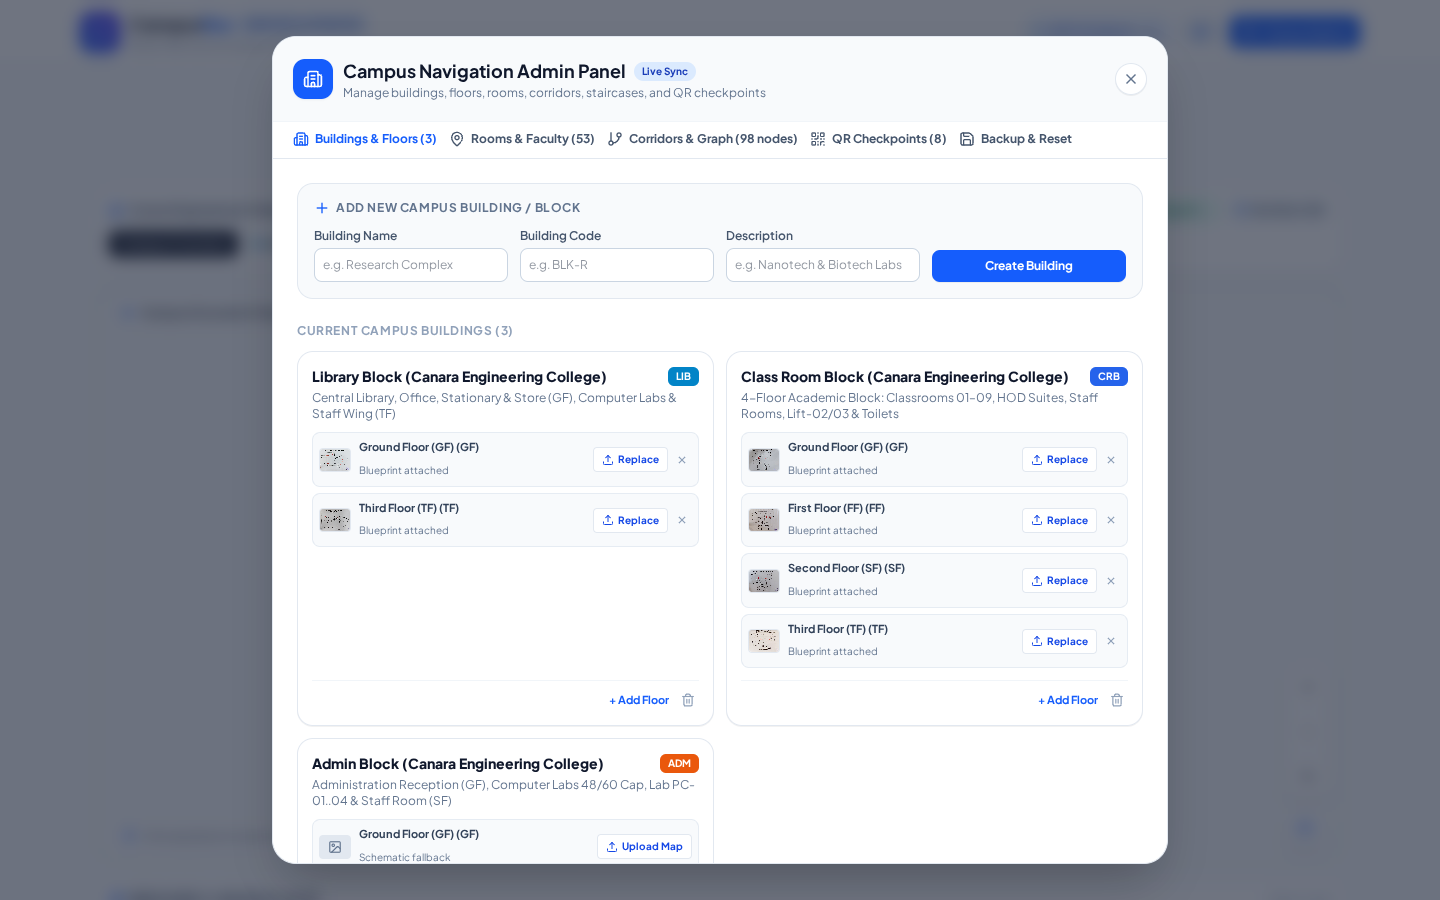 Campus Navigation Admin Panel
Live Sync
Manage buildings, floors, rooms, corridors, staircases, and QR checkpoints
Buildings & Floors (3)
Rooms & Faculty (53)
Corridors & Graph (98 nodes)
QR Checkpoints (8)
Backup & Reset
ADD NEW CAMPUS BUILDING / BLOCK
Building Name
Building Code
Description
e.g. Research Complex
e.g. BLK-R
e.g. Nanotech & Biotech Labs
Create Building
CURRENT CAMPUS BUILDINGS (3)
Library Block (Canara Engineering College)
LIB
Central Library, Office, Stationary & Store (GF), Computer Labs &
Staff Wing (TF)
Ground Floor (GF) (GF)
Blueprint attached
Replace
Third Floor (TF) (TF)
Blueprint attached
Replace
+ Add Floor
Class Room Block (Canara Engineering College)
CRB
4-Floor Academic Block: Classrooms 01-09, HOD Suites, Staff
Rooms, Lift-02/03 & Toilets
Ground Floor (GF) (GF)
Blueprint attached
Replace
First Floor (FF) (FF)
Blueprint attached
Replace
Second Floor (SF) (SF)
Blueprint attached
Replace
Third Floor (TF) (TF)
Blueprint attached
Replace
+ Add Floor
Admin Block (Canara Engineering College)
ADM
Administration Reception (GF), Computer Labs 48/60 Cap, Lab PC-
01..04 & Staff Room (SF)
Ground Floor (GF) (GF)
Schematic fallback
Upload Map